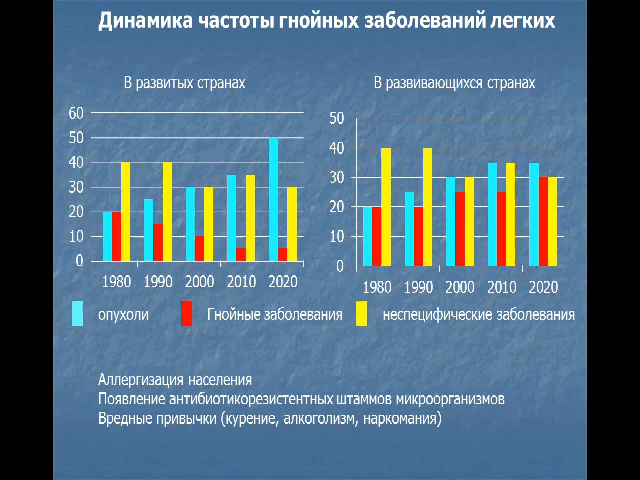 Динамика частоты гнойных заболеваний легких
В развитых странах
В развивающихся странах
60
50
40
30
20
10
0
1980 1990 2000 2010 2020
50
40
30
20
10
0
1980 1990 2000 2010 2020
опухоли Гнойные заболевания неспецифические заболевания
Аллергизация населения
Появление антибиотикорезистентных штаммов микроорганизмов
Вредные привычки (курение, алкоголизм, наркомания)